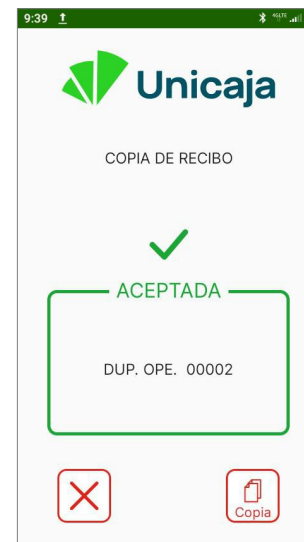 9:39
Unicaja
COPIA DE RECIBO
ACEPTADA
DUP. OPE. 00002
Copia